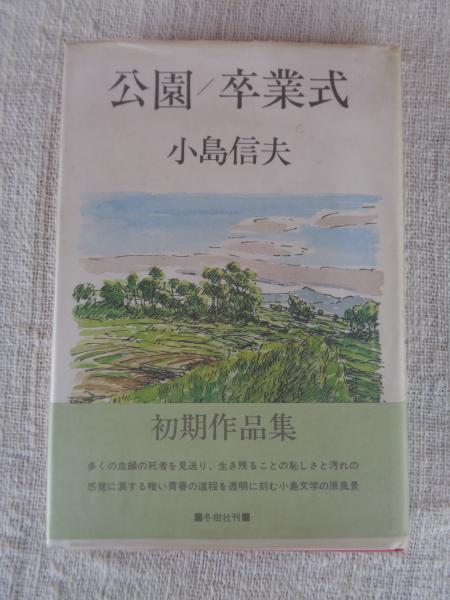 公園/卒業式
小島信夫
初期作品集
多くの血縁の死者を見送り、生き残ることの恥しさと汚れの
感覚に涙する暗い青春の道程を透明に刻む小島文学の原風景
■冬樹社刊■